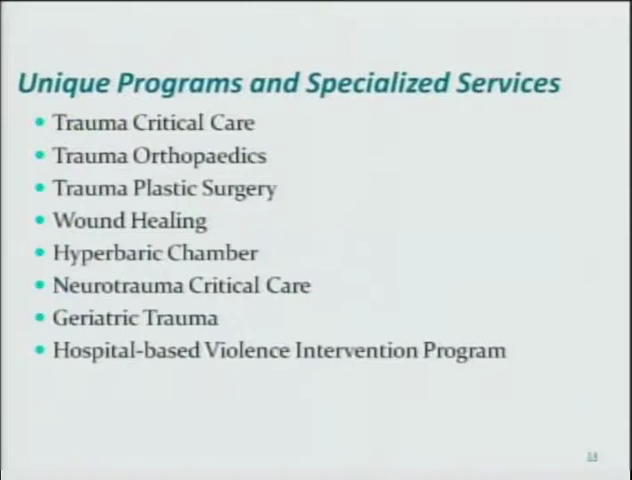 Unique Programs and Specialized Services
• Trauma Critical Care
• Trauma Orthopaedics
• Trauma Plastic Surgery
• Wound Healing
• Hyperbaric Chamber
• Neurotrauma Critical Care
• Geriatric Trauma
• Hospital-based Violence Intervention Program